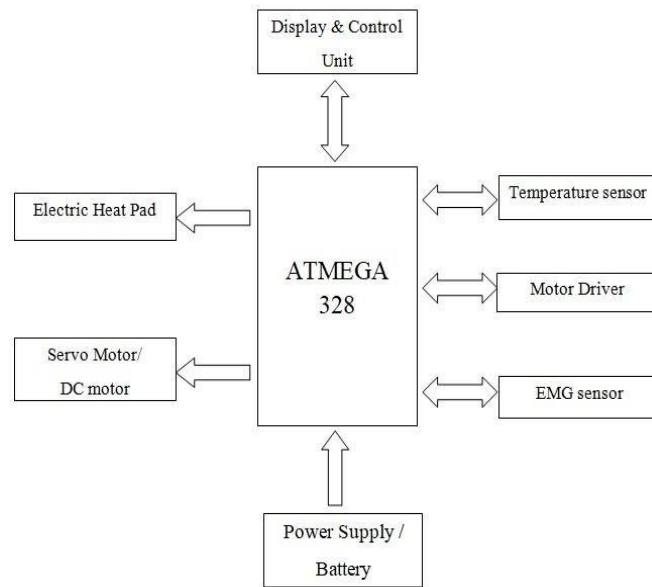 Display & Control
Unit
Electric Heat Pad
Servo Motor/
DC motor
ATMEGA
328
Temperature sensor
Motor Driver
EMG sensor
Power Supply /
Battery